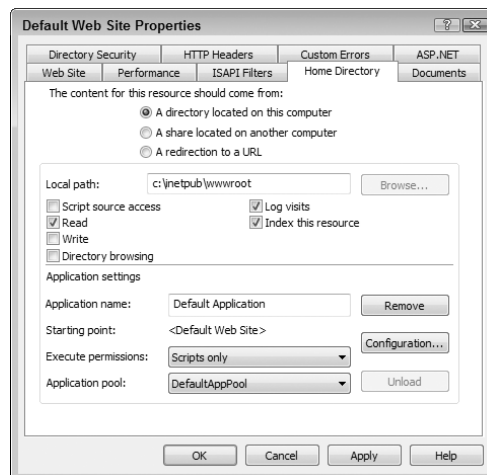 Default Web Site Properties
Directory Security HTTP Headers Custom Errors ASP.NET
Web Site Performance ISAPI Filters Home Directory Documents
The content for this resource should come from:
A directory located on this computer
A share located on another computer
A redirection to a URL
Local path: c:\inetpub\wwwroot Browse...
Script source access Log visits
Read Index this resource
Write
Directory browsing
Application settings
Application name: Default Application Remove
Starting point: <Default Web Site>
Configuration...
Execute permissions: Scripts only
Application pool: DefaultAppPool Unload
OK Cancel Apply Help